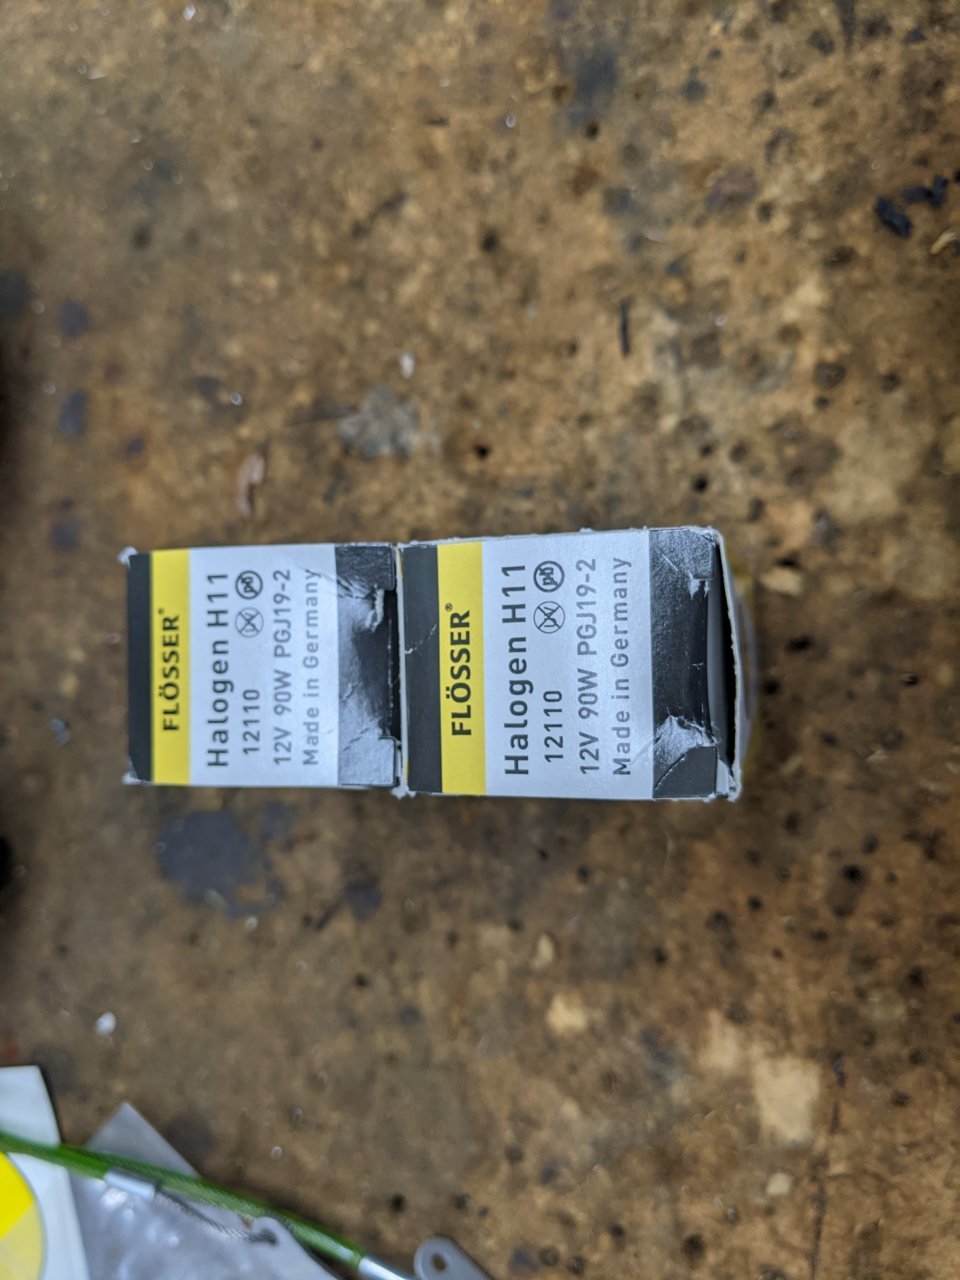 FLÖSSER®
Halogen H11
12110
12V 90W PGJ19-2
Made in Germany
FLÖSSER®
Halogen H11
12110
12V 90W PGJ19-2
Made in Germany